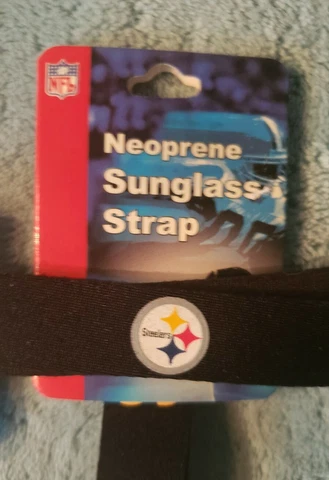 NFL
Neoprene
Sunglass
Strap
Steelers